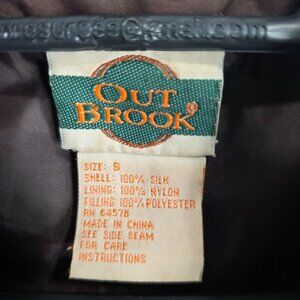 OUT
BROOK
SIZE: S
SHELL: 100% SILK
LINING: 100% NYLON
FILLING: 100% POLYESTER
RN 64578
MADE IN CHINA
SEE SIDE SEAM
FOR CARE
INSTRUCTIONS